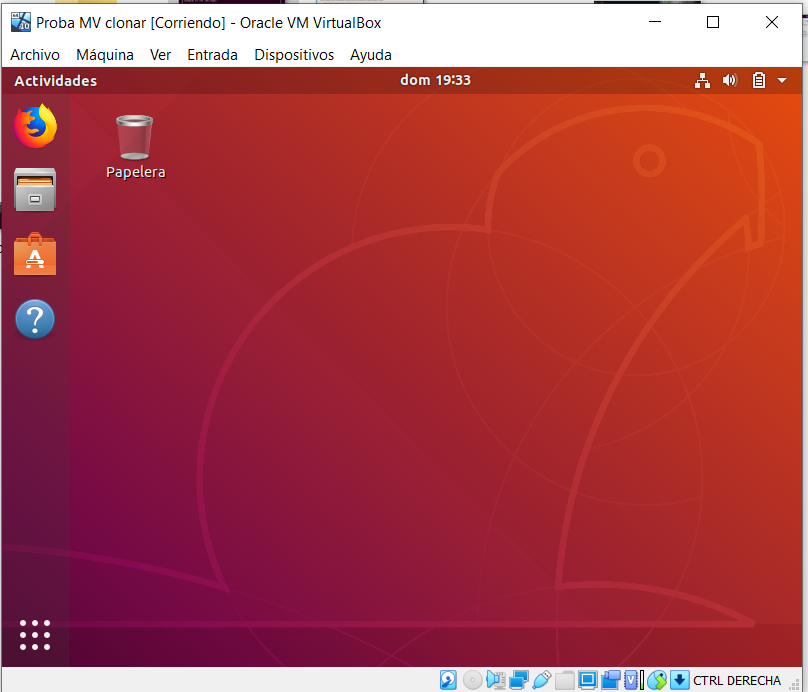 Proba MV clonar [Corriendo] - Oracle VM VirtualBox
Archivo Máquina Ver Entrada Dispositivos Ayuda
Actividades dom 19:33
Papelera
CTRL DERECHA